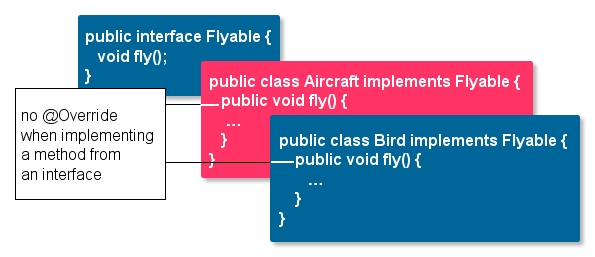 public interface Flyable {
void fly();
}
public class Aircraft implements Flyable {
public void fly() {
...
}
}
no @Override
when implementing
a method from
an interface
public class Bird implements Flyable {
public void fly() {
...
}
}